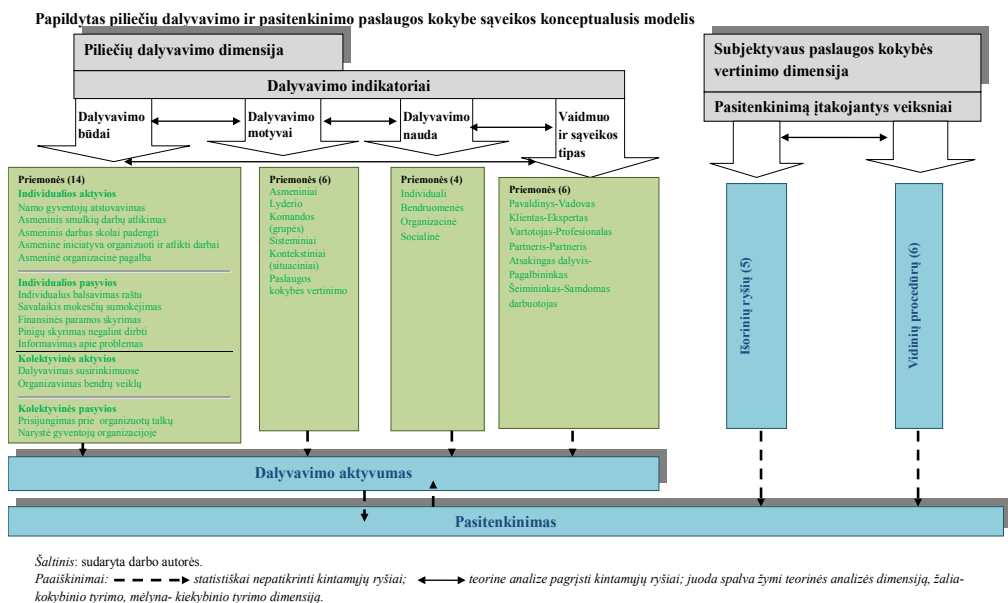 Papildytas piliečių dalyvavimo ir pasitenkinimo paslaugos kokybe sąveikos konceptualusis modelis
Piliečių dalyvavimo dimensija
Dalyvavimo indikatoriai
Dalyvavimo
būdai
Dalyvavimo
motyvai
Dalyvavimo
nauda
Vaidmuo
ir sąveikos
tipas
Subjektyvaus paslaugos kokybės
vertinimo dimensija
Pasitenkinimą įtakojantys veiksniai
Priemonės (14)
Individualios aktyvios
Namo gyventojų atstovavimas
Asmeninis smulkių darbų atlikimas
Asmeninis darbas skolai padengti
Asmenine iniciatyva organizuoti ir atlikti darbai
Asmeninė organizacinė pagalba
Individualios pasyvios
Individualus balsavimas raštu
Savalaikis mokesčių sumokėjimas
Finansinės paramos skyrimas
Pinigų skyrimas negalint dirbti
Informavimas apie problemas
Kolektyvinės aktyvios
Dalyvavimas susirinkimuose
Organizavimas bendrų veiklų
Kolektyvinės pasyvios
Prisijungimas prie organizuotų talkų
Narystė gyventojų organizacijoje
Priemonės (6)
Asmeniniai
Lyderio
Komandos
(grupės)
Sisteminiai
Kontekstiniai
(situaciniai)
Paslaugos
kokybės vertinimo
Priemonės (4)
Individuali
Bendruomenės
Organizacinė
Socialinė
Priemonės (6)
Pavaldinys-Vadovas
Klientas-Ekspertas
Vartotojas-Profesionalas
Partneris-Partneris
Atsakingas dalyvis-
Pagalbininkas
Šeimininkas-Samdomas
darbuotojas
Išorinių ryšių (5)
Vidinių procedūrų (6)
Dalyvavimo aktyvumas
Pasitenkinimas
Šaltinis: sudaryta darbo autorės.
Paaiškinimai: statistiškai nepatikrinti kintamųjų ryšiai; teorine analize pagrįsti kintamųjų ryšiai; juoda spalva žymi teorinės analizės dimensiją, žalia-
kokybinio tyrimo, mėlyna- kiekybinio tyrimo dimensiją.